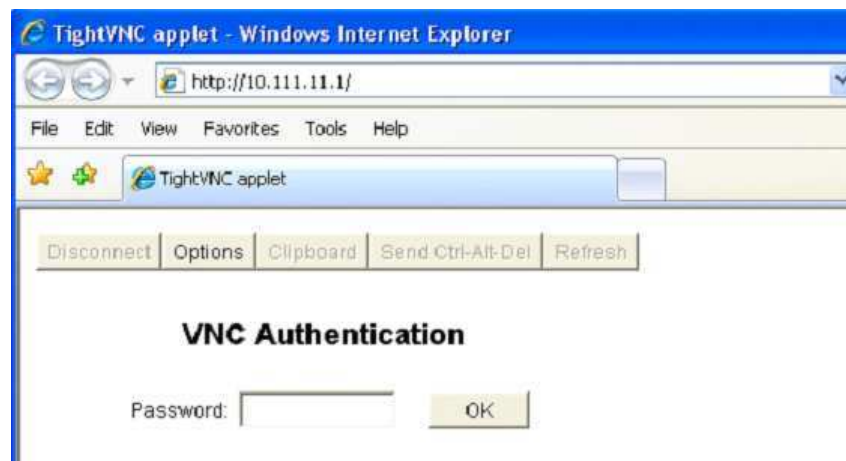 TightVNC applet - Windows Internet Explorer
http://10.111.11.1/
File Edit View Favorites Tools Help
TightVNC applet
Disconnect Options Clipboard Send Ctrl-Alt-Del Refresh
VNC Authentication
Password: OK